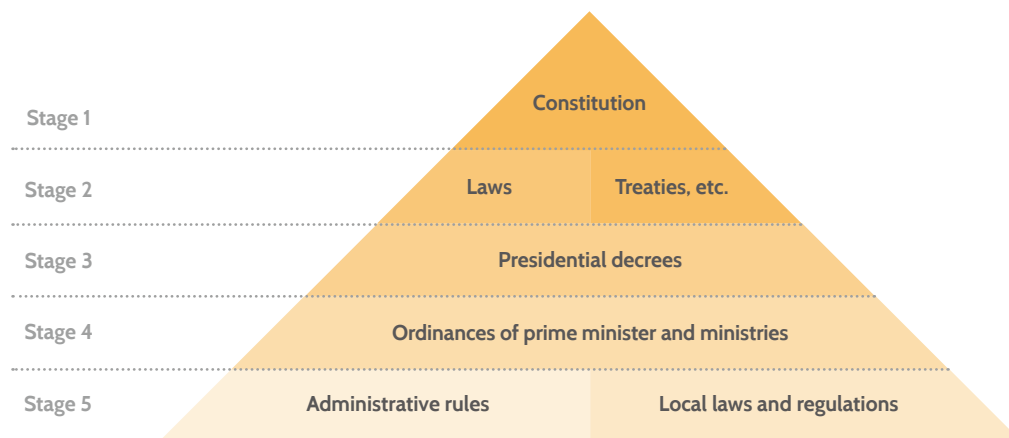 Constitution
Stage 1
Stage 2
Laws
Treaties, etc.
Stage 3
Presidential decrees
Stage 4
Ordinances of prime minister and ministries
Stage 5
Administrative rules
Local laws and regulations